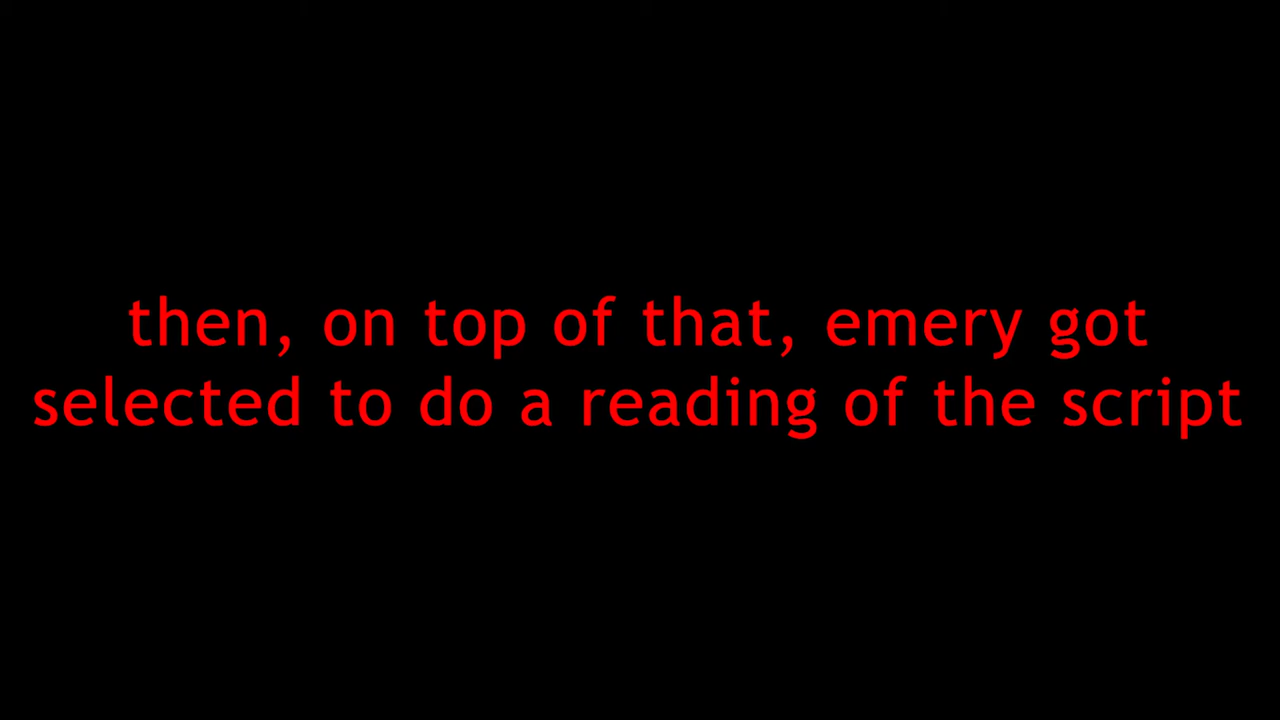 then, on top of that, emery got
selected to do a reading of the script